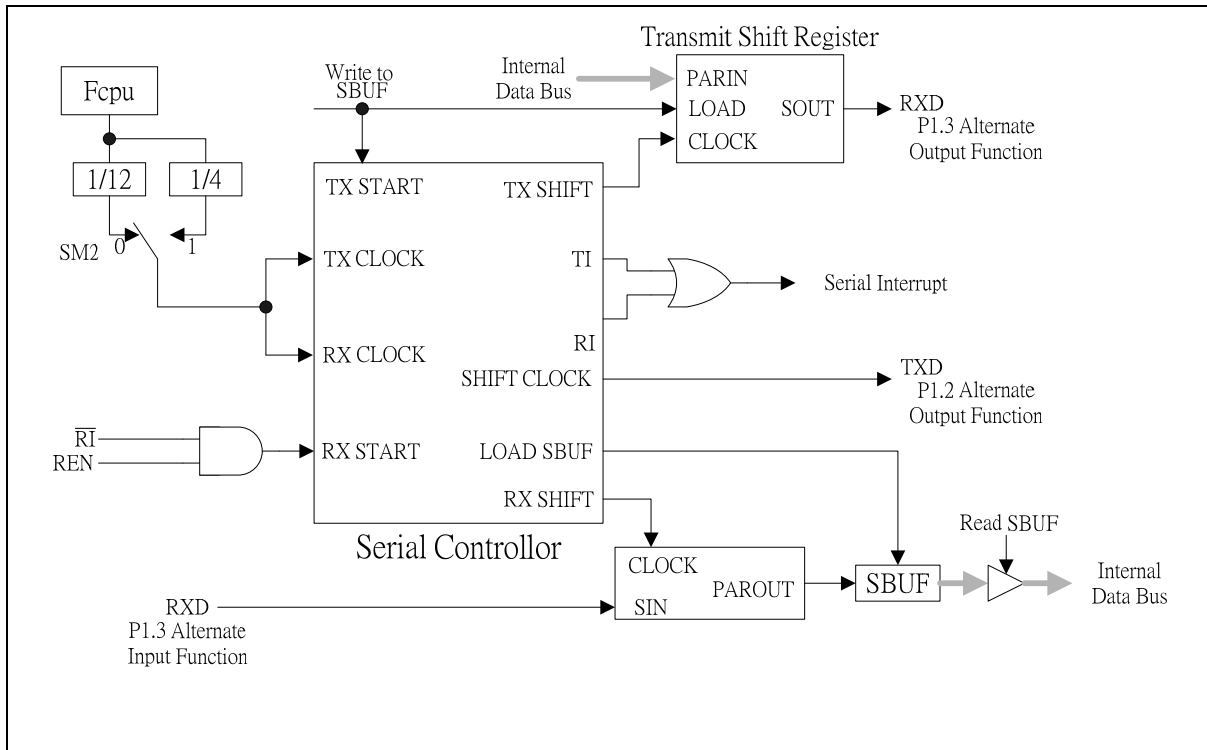 Transmit Shift Register
Fcpu
Write to
SBUF
Internal
Data Bus
PARIN
LOAD
SOUT
CLOCK
RXD
P1.3 Alternate
Output Function
1/12
1/4
TX START
TX SHIFT
SM2
0
1
TX CLOCK
TI
Serial Interrupt
RX CLOCK
RI
SHIFT CLOCK
TXD
P1.2 Alternate
Output Function
R̅I̅
REN
RX START
LOAD SBUF
RX SHIFT
Serial Controllor
Read SBUF
CLOCK
PAROUT
SIN
SBUF
Internal
Data Bus
RXD
P1.3 Alternate
Input Function